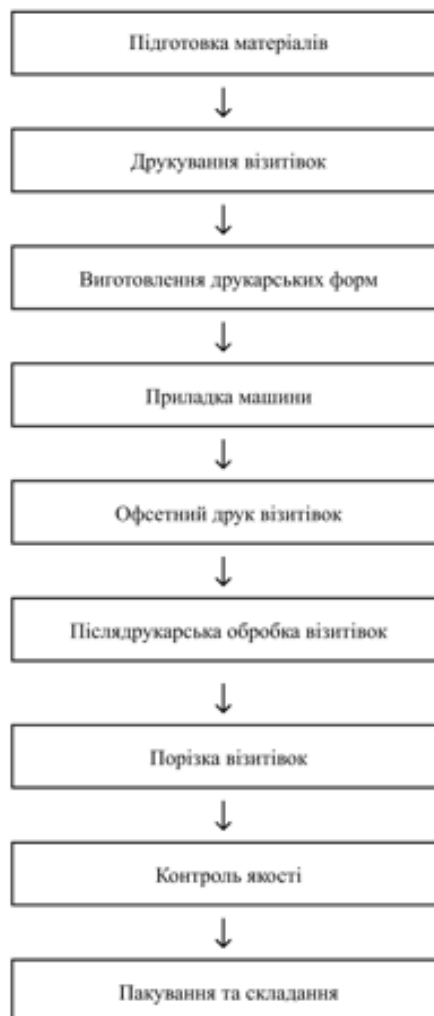 Підготовка матеріалів
Друкування візитівок
Виготовлення друкарських форм
Приладка машини
Офсетний друк візитівок
Післядрукарська обробка візитівок
Порізка візитівок
Контроль якості
Пакування та складання